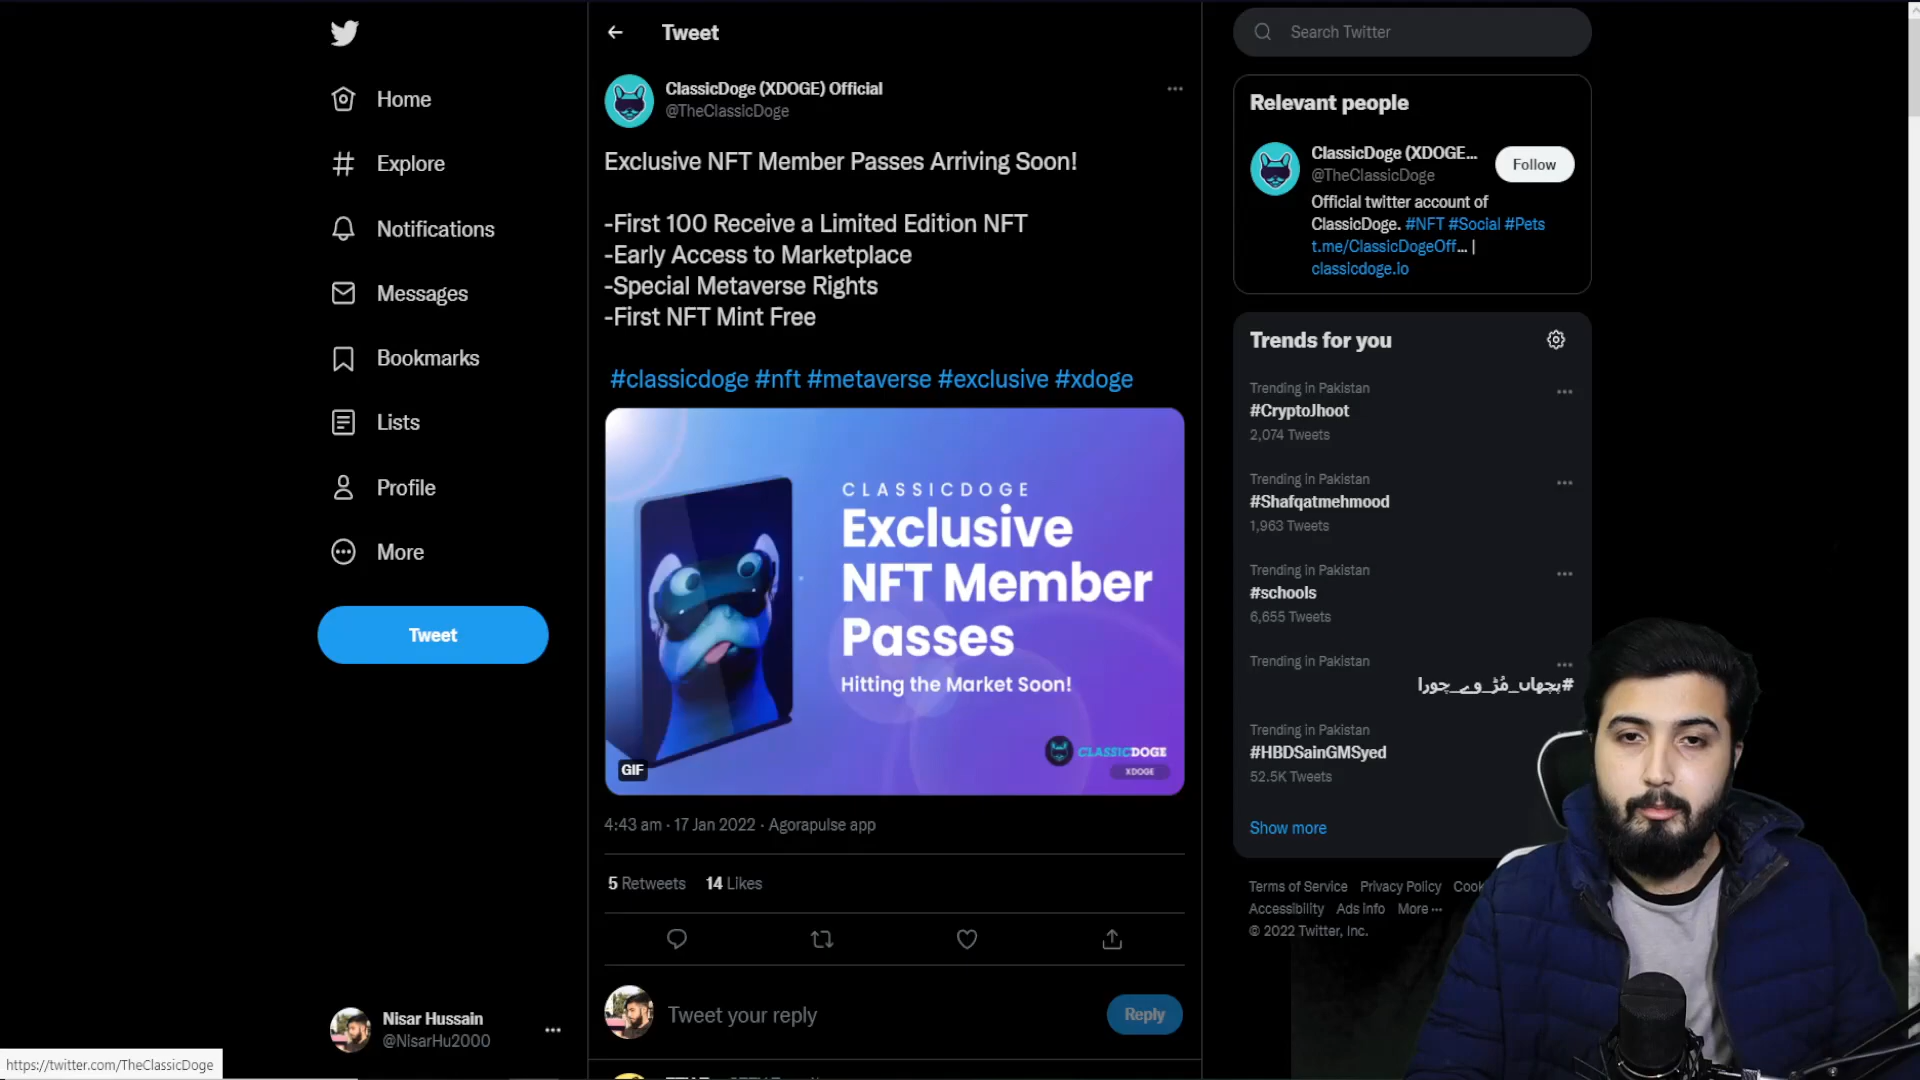 Home
Explore
Notifications
Messages
Bookmarks
Lists
Profile
More
Tweet
Nisar Hussain
@NisarHu2000
https://twitter.com/TheClassicDoge
Tweet
ClassicDoge (XDOGE) Official
@TheClassicDoge
Exclusive NFT Member Passes Arriving Soon!
-First 100 Receive a Limited Edition NFT
-Early Access to Marketplace
-Special Metaverse Rights
-First NFT Mint Free
#classicdoge #nft #metaverse #exclusive #xdoge
CLASSICDOGE
Exclusive
NFT Member
Passes
Hitting the Market Soon!
CLASSICDOGE
XDOGE
GIF
4:43 am · 17 Jan 2022 · Agorapulse app
5 Retweets 14 Likes
Tweet your reply
Reply
Search Twitter
Relevant people
ClassicDoge (XDOGE...
@TheClassicDoge
Follow
Official twitter account of
ClassicDoge. #NFT #Social #Pets
t.me/ClassicDogeOff... |
classicdoge.io
Trends for you
Trending in Pakistan
#CryptoJhoot
2,074 Tweets
Trending in Pakistan
#Shafqatmehmood
1,963 Tweets
Trending in Pakistan
#schools
6,655 Tweets
Trending in Pakistan
#پچھاں_مُڑ_وے_چورا
Trending in Pakistan
#HBDSainGMSyed
52.5K Tweets
Show more
Terms of Service Privacy Policy Cook
Accessibility Ads info More ...
© 2022 Twitter, Inc.